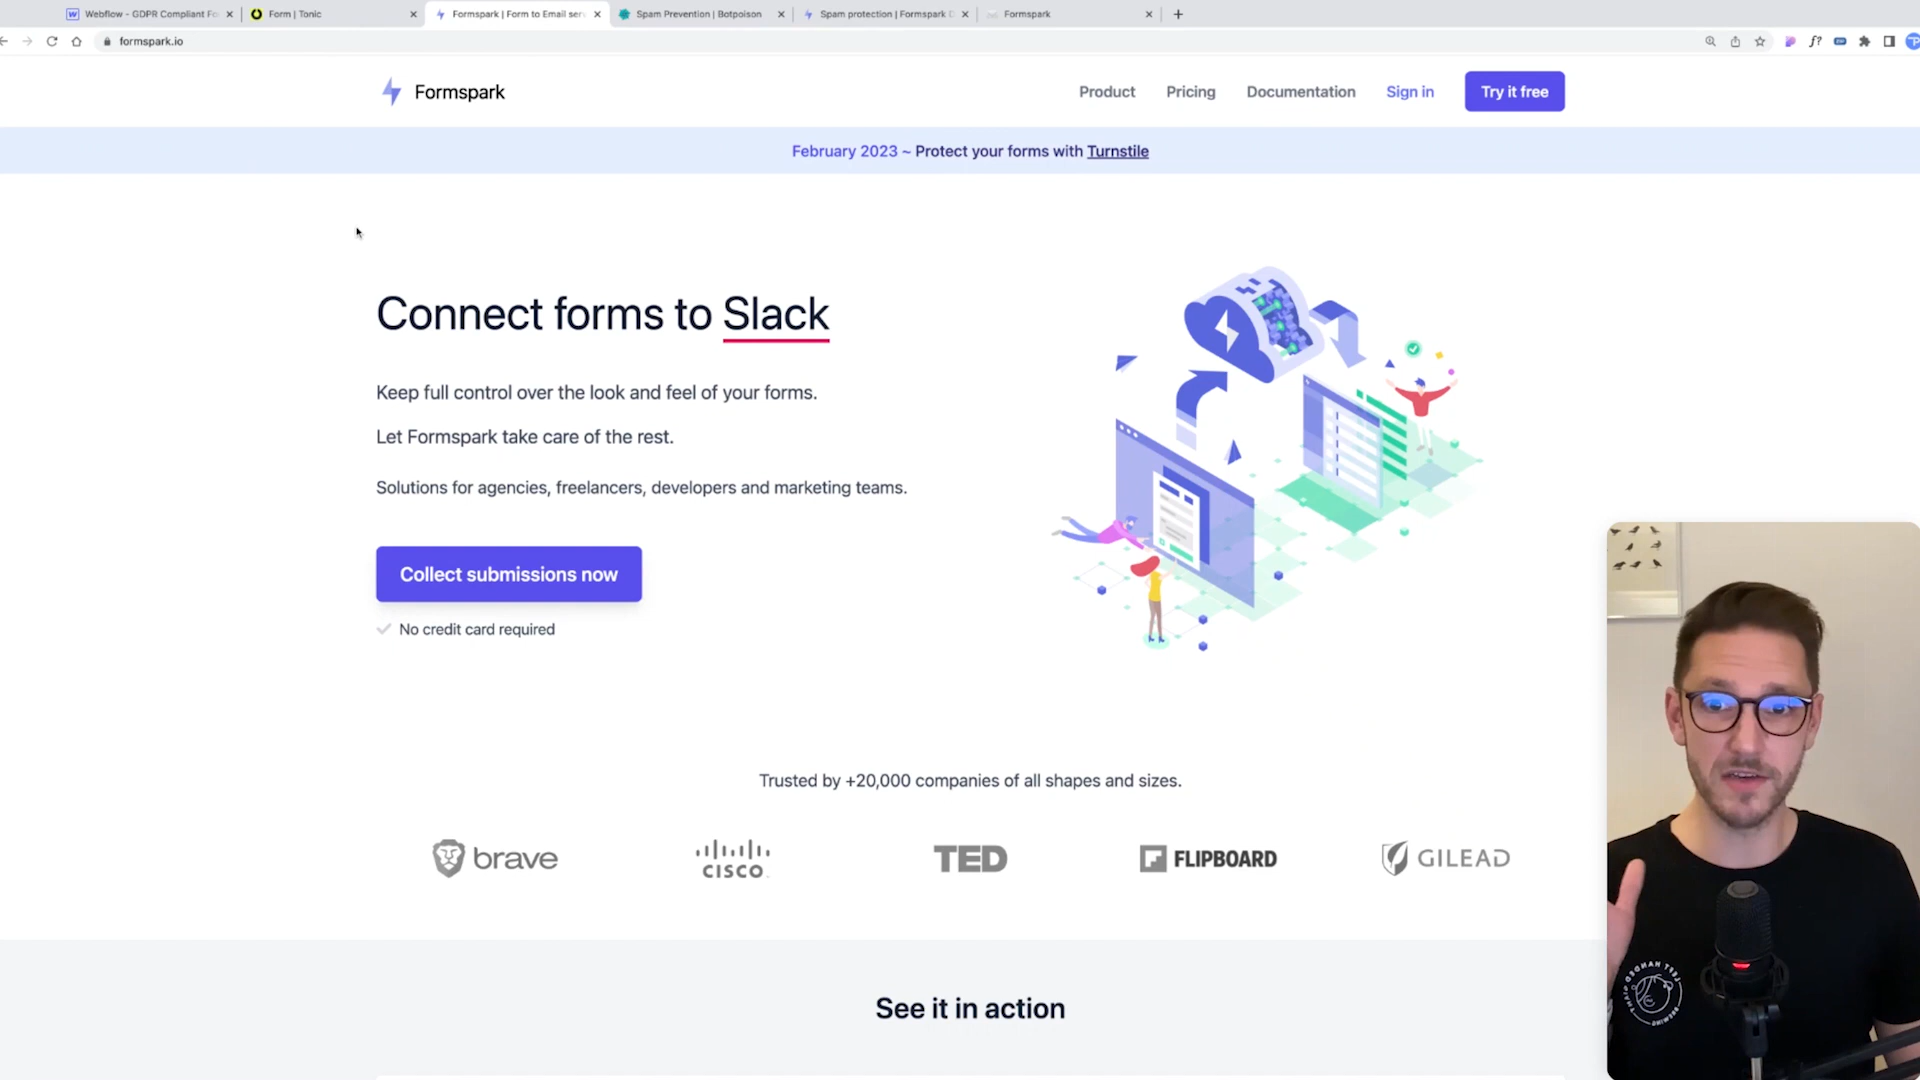 Webflow - GDPR Compliant Fo
Form | Tonic
Formspark | Form to Email serv
Spam Prevention | Botpoison
Spam protection | Formspark D
Formspark
formspark.io
Formspark
Product
Pricing
Documentation
Sign in
Try it free
February 2023 ~ Protect your forms with Turnstile
Connect forms to Slack
Keep full control over the look and feel of your forms.
Let Formspark take care of the rest.
Solutions for agencies, freelancers, developers and marketing teams.
Collect submissions now
No credit card required
Trusted by +20,000 companies of all shapes and sizes.
brave
CISCO
TED
FLIPBOARD
GILEAD
See it in action